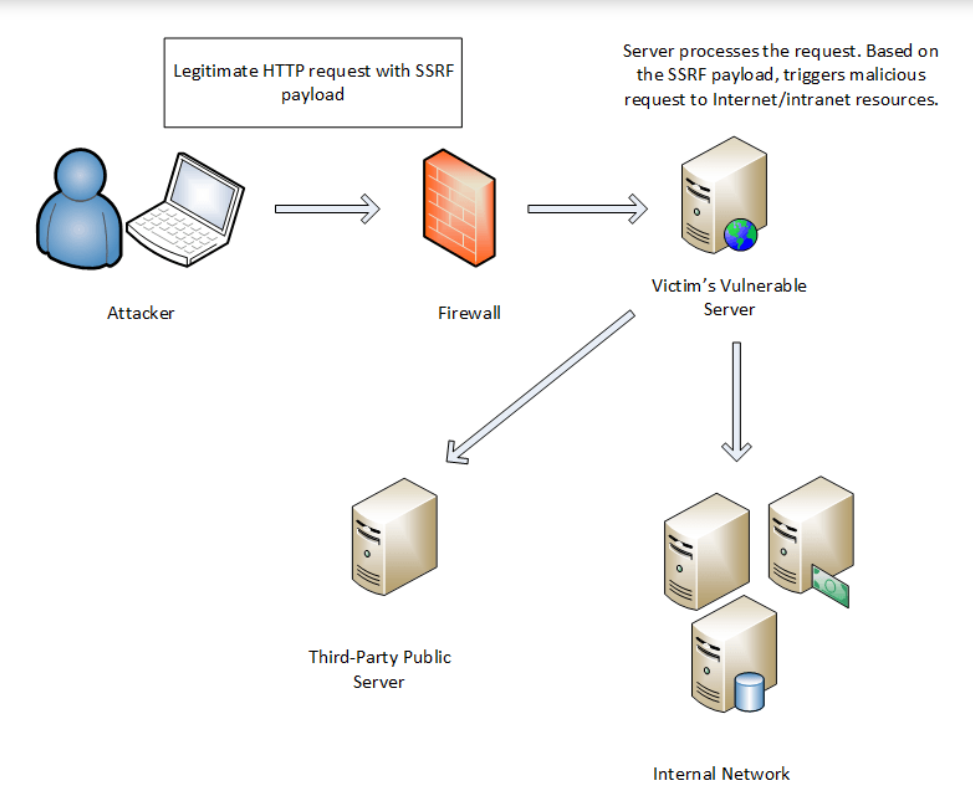 Legitimate HTTP request with SSRF
payload
Server processes the request. Based on
the SSRF payload, triggers malicious
request to Internet/intranet resources.
Attacker
Firewall
Victim's Vulnerable
Server
Third-Party Public
Server
Internal Network